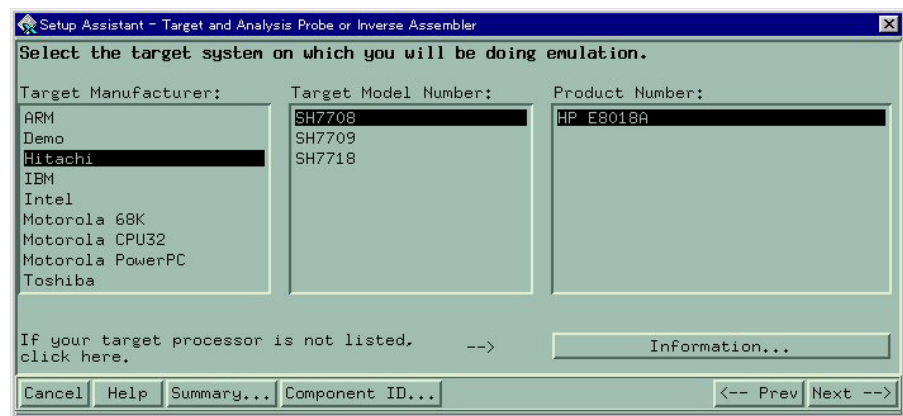 Setup Assistant - Target and Analysis Probe or Inverse Assembler
Select the target system on which you will be doing emulation.
Target Manufacturer:
ARM
Demo
Hitachi
IBM
Intel
Motorola 68K
Motorola CPU32
Motorola PowerPC
Toshiba
Target Model Number:
SH7708
SH7709
SH7718
Product Number:
HP E8018A
If your target processor is not listed,
click here.
-->
Information...
Cancel Help Summary... Component ID... <-- Prev Next -->